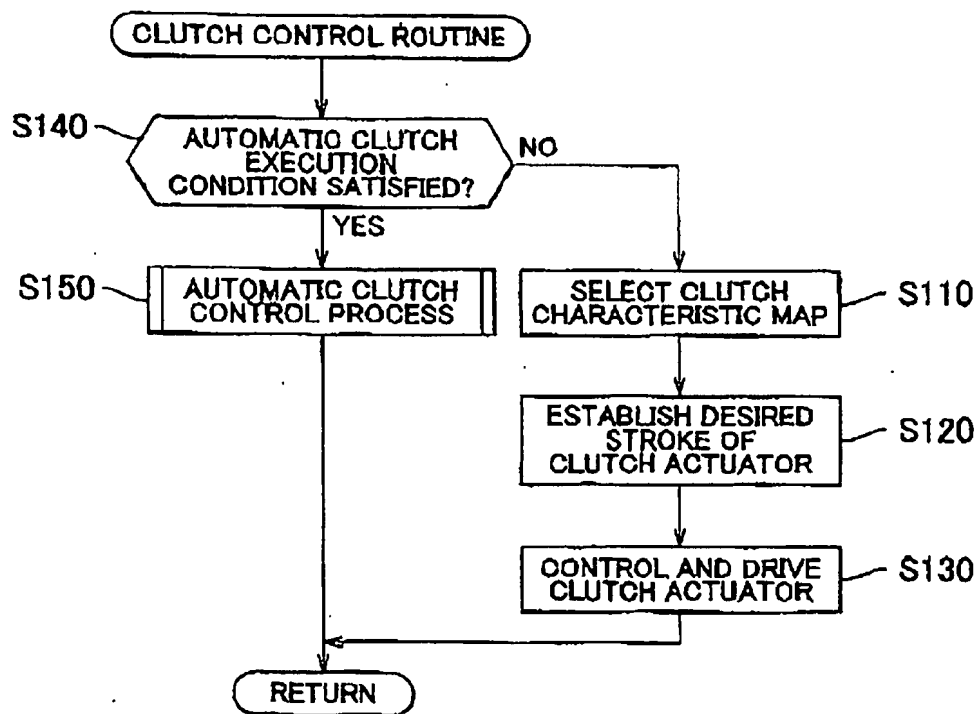 CLUTCH CONTROL ROUTINE
S140
AUTOMATIC CLUTCH
EXECUTION
CONDITION SATISFIED?
NO
YES
S150
AUTOMATIC CLUTCH
CONTROL PROCESS
SELECT CLUTCH
CHARACTERISTIC MAP
S110
ESTABLISH DESIRED
STROKE OF
CLUTCH ACTUATOR
S120
CONTROL AND DRIVE
CLUTCH ACTUATOR
S130
RETURN